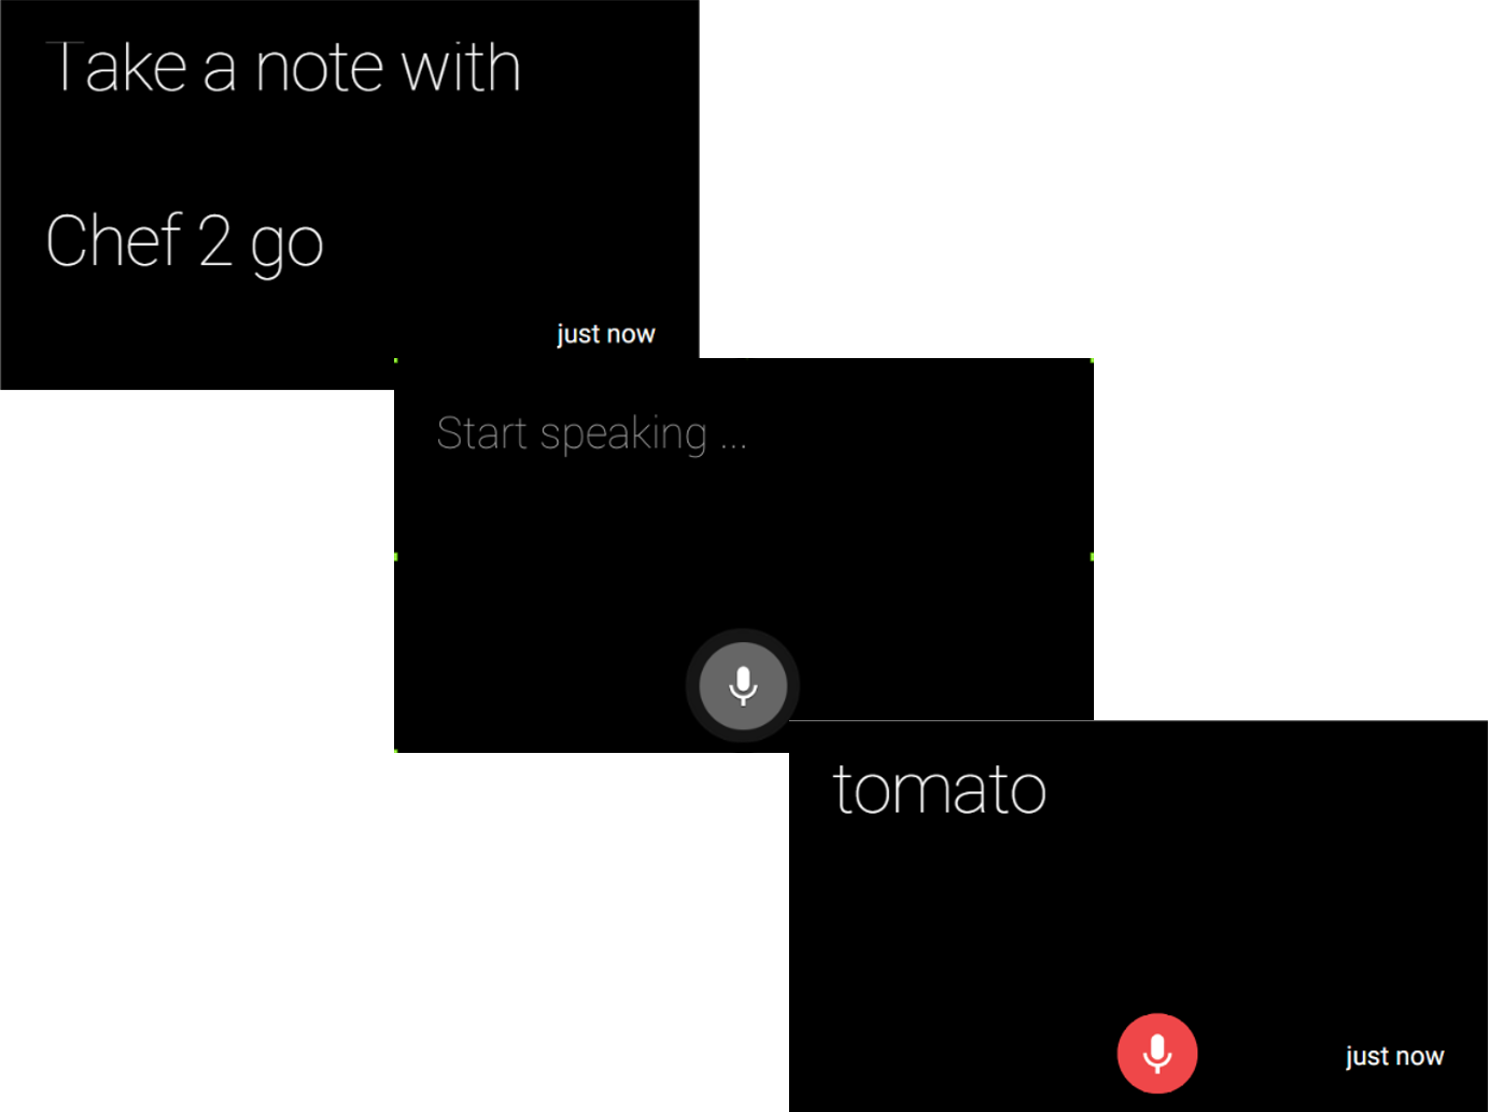 Take a note with
Chef 2 go
just now
Start speaking ...
tomato
just now